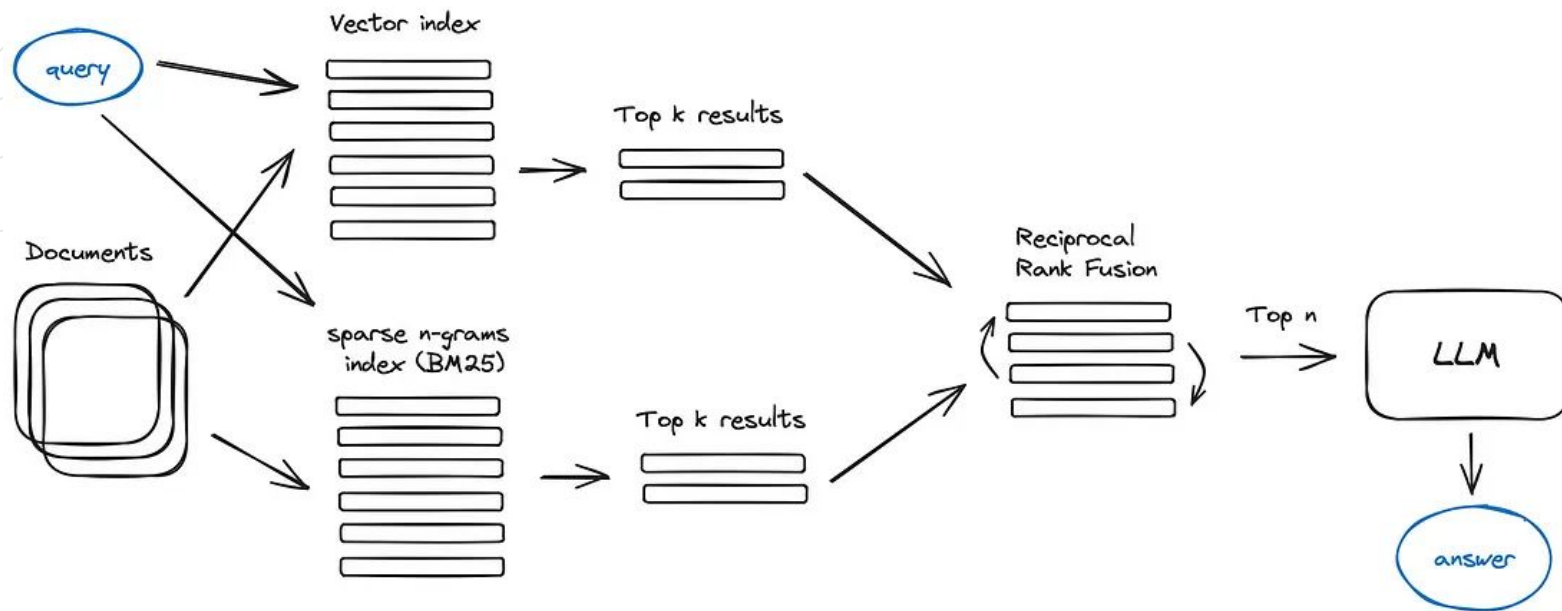 Vector index
query
Top k results
Documents
sparse n-grams
index (BM25)
Top k results
Reciprocal
Rank Fusion
Top n
LLM
answer